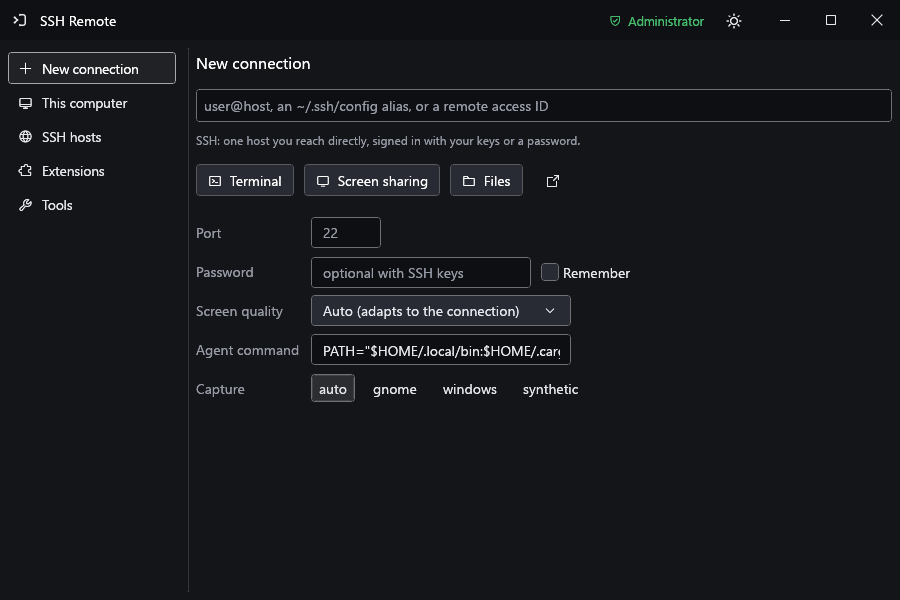 SSH Remote
Administrator
New connection
This computer
SSH hosts
Extensions
Tools
New connection
user@host, an ~/.ssh/config alias, or a remote access ID
SSH: one host you reach directly, signed in with your keys or a password.
Terminal Screen sharing Files
Port 22
Password optional with SSH keys Remember
Screen quality Auto (adapts to the connection)
Agent command PATH="$HOME/.local/bin:$HOME/.carg
Capture auto gnome windows synthetic